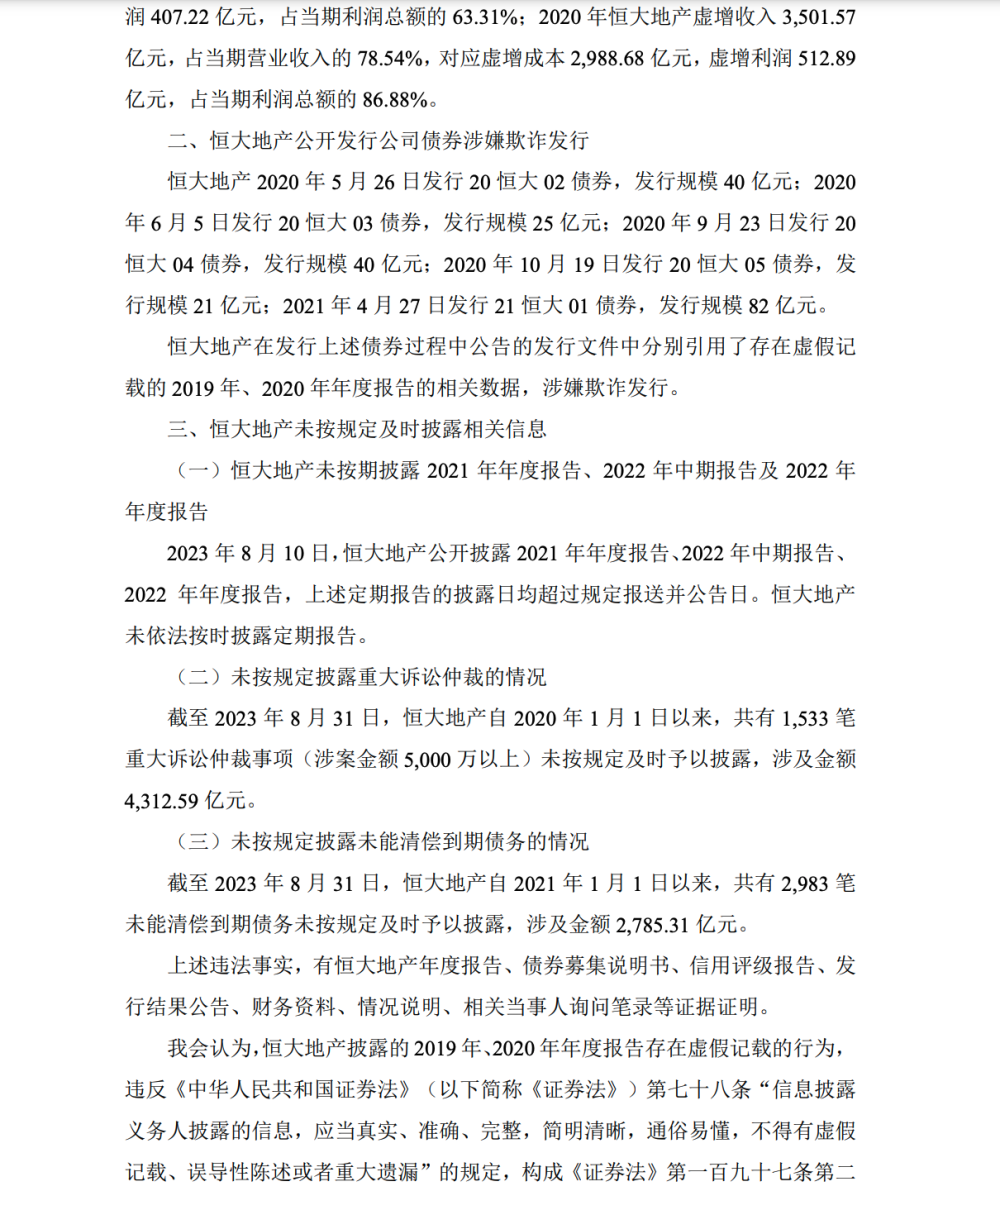 润 407.22 亿元，占当期利润总额的 63.31%；2020 年恒大地产虚增收入 3,501.57
亿元，占当期营业收入的 78.54%，对应虚增成本 2,988.68 亿元，虚增利润 512.89
亿元，占当期利润总额的 86.88%。
二、恒大地产公开发行公司债券涉嫌欺诈发行
恒大地产 2020 年 5 月 26 日发行 20 恒大 02 债券，发行规模 40 亿元；2020
年 6 月 5 日发行 20 恒大 03 债券，发行规模 25 亿元；2020 年 9 月 23 日发行 20
恒大 04 债券，发行规模 40 亿元；2020 年 10 月 19 日发行 20 恒大 05 债券，发
行规模 21 亿元；2021 年 4 月 27 日发行 21 恒大 01 债券，发行规模 82 亿元。
恒大地产在发行上述债券过程中公告的发行文件中分别引用了存在虚假记
载的 2019 年、2020 年年度报告的相关数据，涉嫌欺诈发行。
三、恒大地产未按规定及时披露相关信息
（一）恒大地产未按期披露 2021 年年度报告、2022 年中期报告及 2022 年
年度报告
2023 年 8 月 10 日，恒大地产公开披露 2021 年年度报告、2022 年中期报告、
2022 年年度报告，上述定期报告的披露日均超过规定报送并公告日。恒大地产
未依法按时披露定期报告。
（二）未按规定披露重大诉讼仲裁的情况
截至 2023 年 8 月 31 日，恒大地产自 2020 年 1 月 1 日以来，共有 1,533 笔
重大诉讼仲裁事项（涉案金额 5,000 万以上）未按规定及时予以披露，涉及金额
4,312.59 亿元。
（三）未按规定披露未能清偿到期债务的情况
截至 2023 年 8 月 31 日，恒大地产自 2021 年 1 月 1 日以来，共有 2,983 笔
未能清偿到期债务未按规定及时予以披露，涉及金额 2,785.31 亿元。
上述违法事实，有恒大地产年度报告、债券募集说明书、信用评级报告、发
行结果公告、财务资料、情况说明、相关当事人询问笔录等证据证明。
我会认为，恒大地产披露的 2019 年、2020 年年度报告存在虚假记载的行为，
违反《中华人民共和国证券法》（以下简称《证券法》）第七十八条“信息披露
义务人披露的信息，应当真实、准确、完整，简明清晰，通俗易懂，不得有虚假
记载、误导性陈述或者重大遗漏”的规定，构成《证券法》第一百九十七条第二